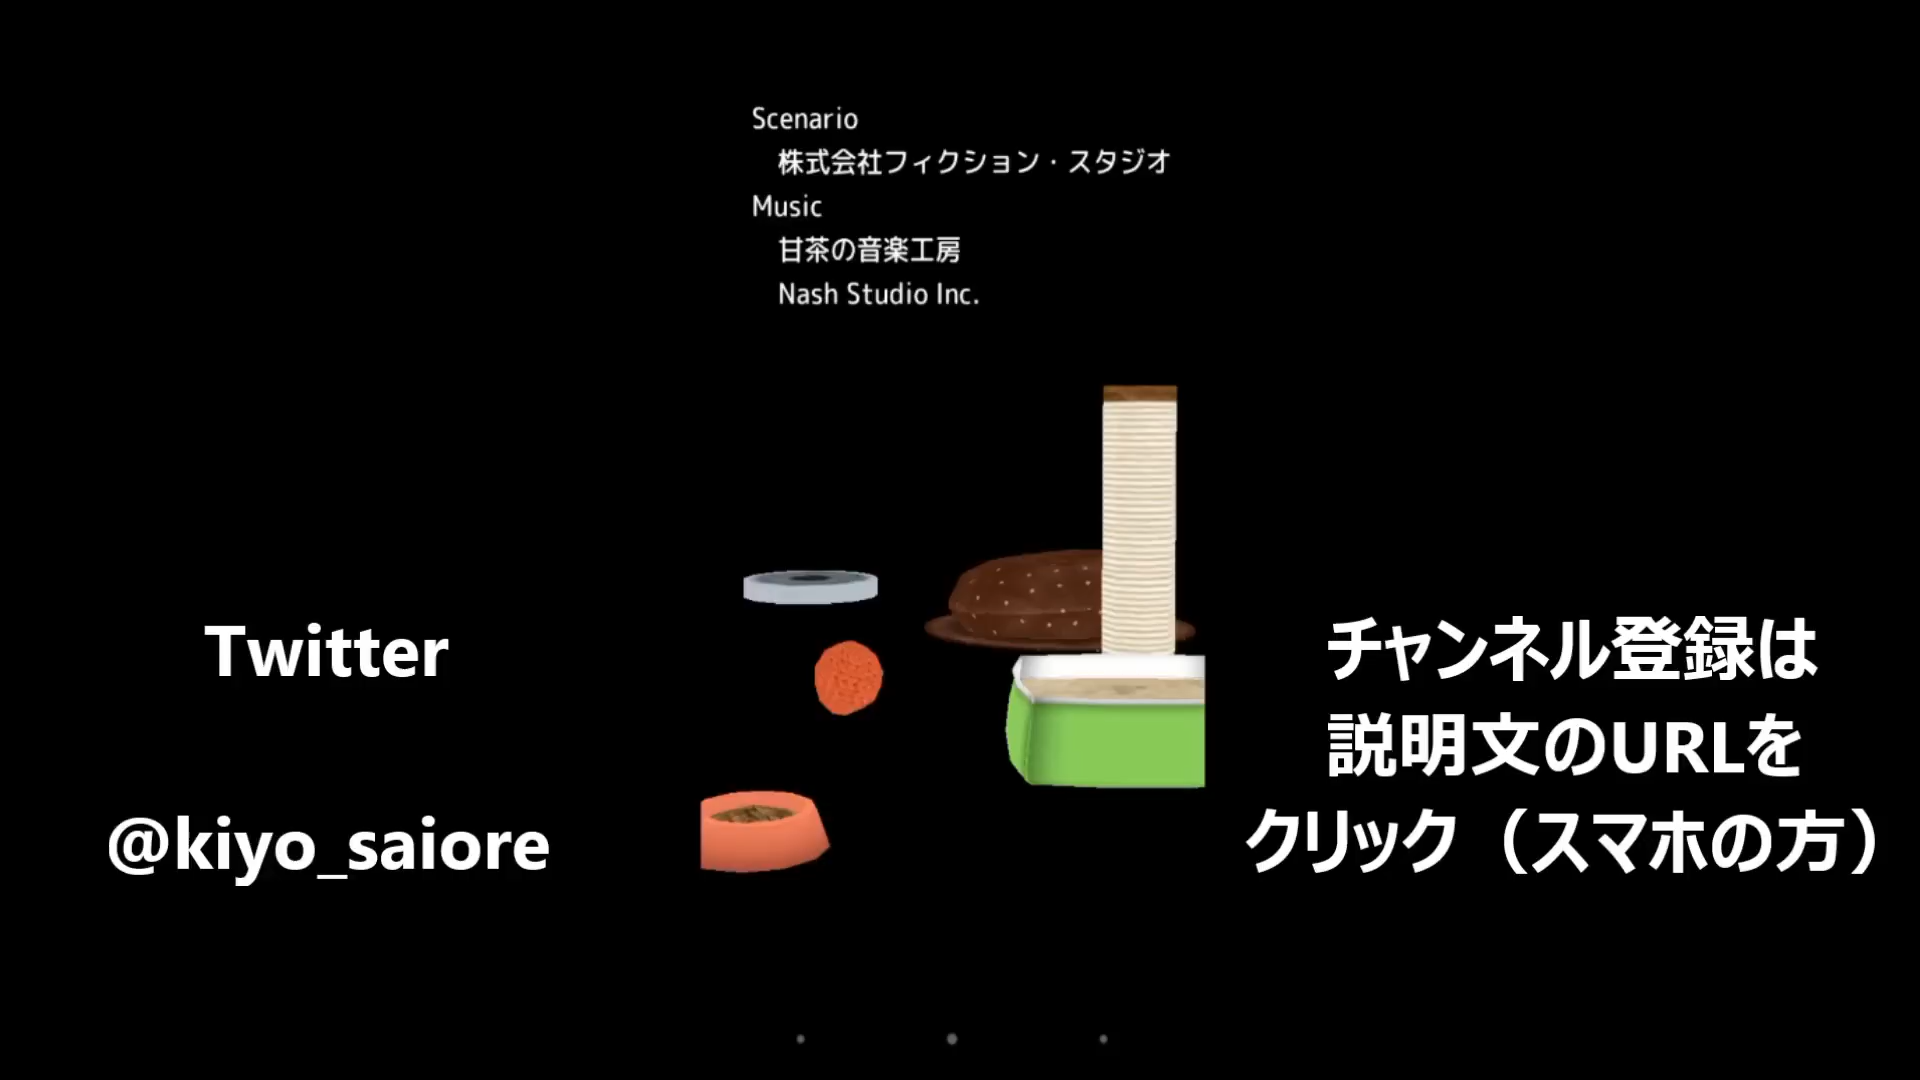 Scenario
株式会社フィクション・スタジオ
Music
甘茶の音楽工房
Nash Studio Inc.
Twitter
@kiyo_saiore
チャンネル登録は
説明文のURLを
クリック（スマホの方）